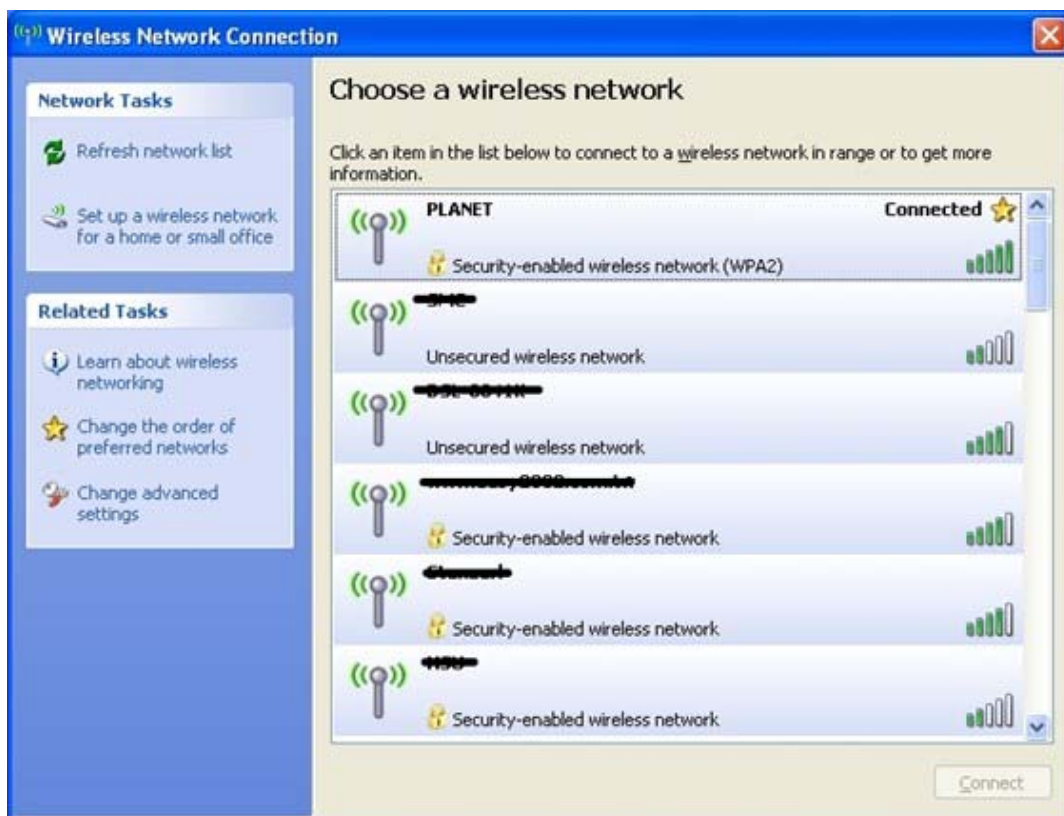 Wireless Network Connection
Network Tasks
Refresh network list
Set up a wireless network
for a home or small office
Related Tasks
Learn about wireless
networking
Change the order of
preferred networks
Change advanced
settings
Choose a wireless network
Click an item in the list below to connect to a wireless network in range or to get more
information.
PLANET
Connected
Security-enabled wireless network (WPA2)
Unsecured wireless network
Unsecured wireless network
Security-enabled wireless network
Security-enabled wireless network
Security-enabled wireless network
Connect